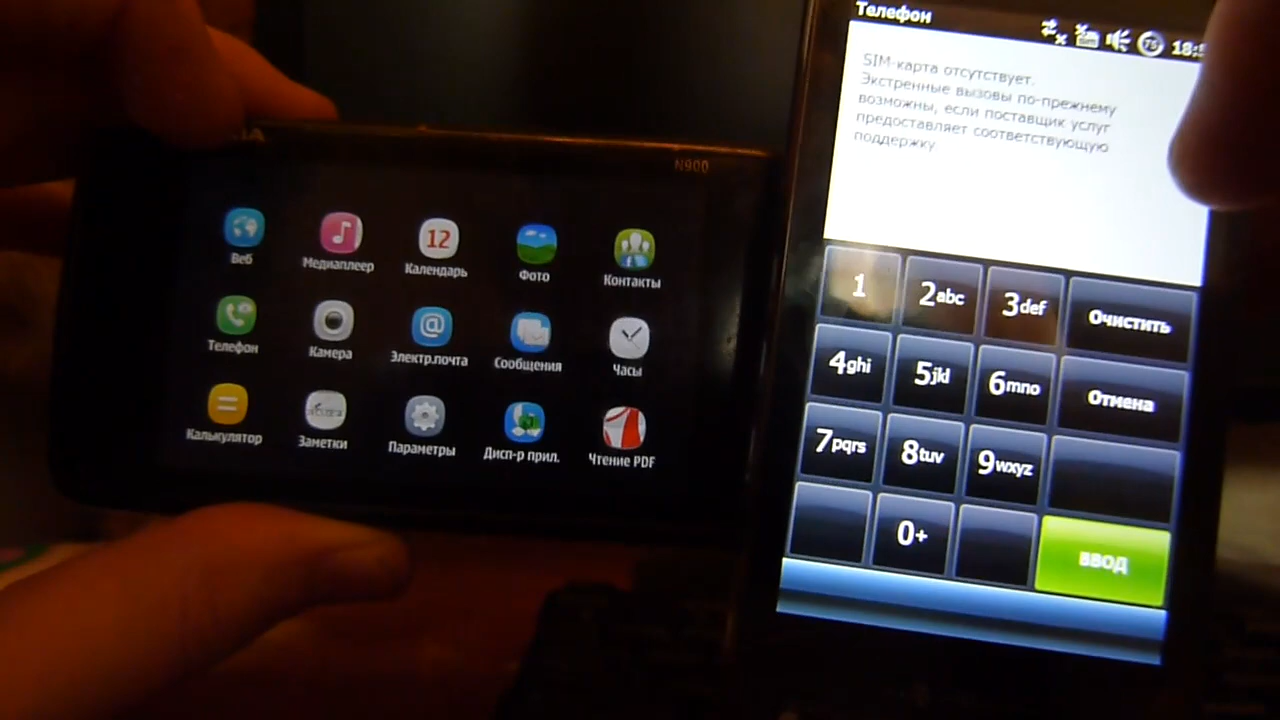 N900
12
Веб
Медиаплеер
Календарь
Фото
Контакты
Телефон
Камера
Электр.почта
Сообщения
Часы
Калькулятор
Заметки
Параметры
Дисп-р прил.
Чтение PDF
Телефон
75
SIM-карта отсутствует.
Экстренные вызовы по-прежнему
возможны, если поставщик услуг
предоставляет соответствующую
поддержку
1
2abc
3def
Очистить
4ghi
5jkl
6mno
Отмена
7pqrs
8tuv
9wxyz
0+
ВВОД